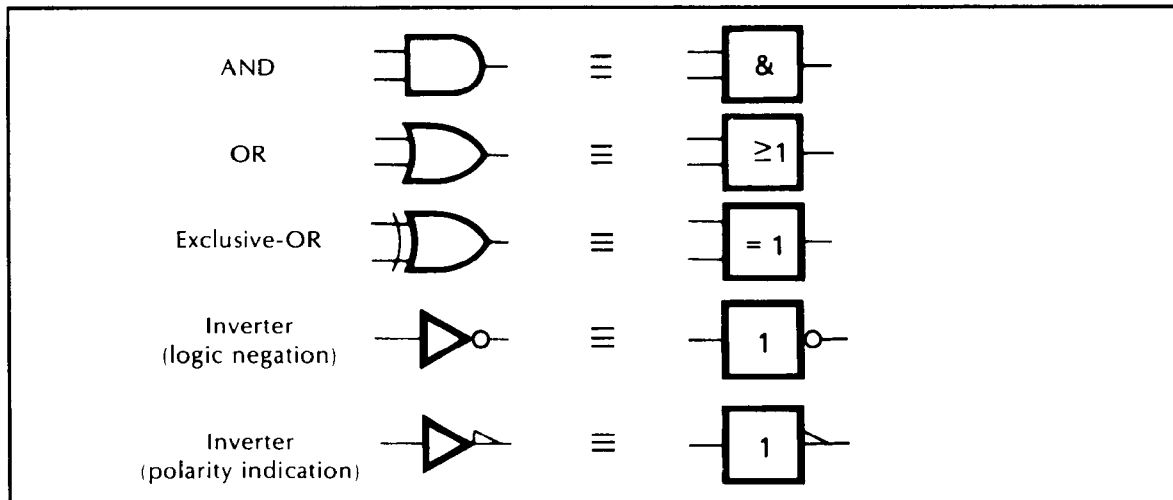 AND ≡ &
OR ≡ ≥1
Exclusive-OR ≡ = 1
Inverter
(logic negation) ≡ 1
Inverter
(polarity indication) ≡ 1